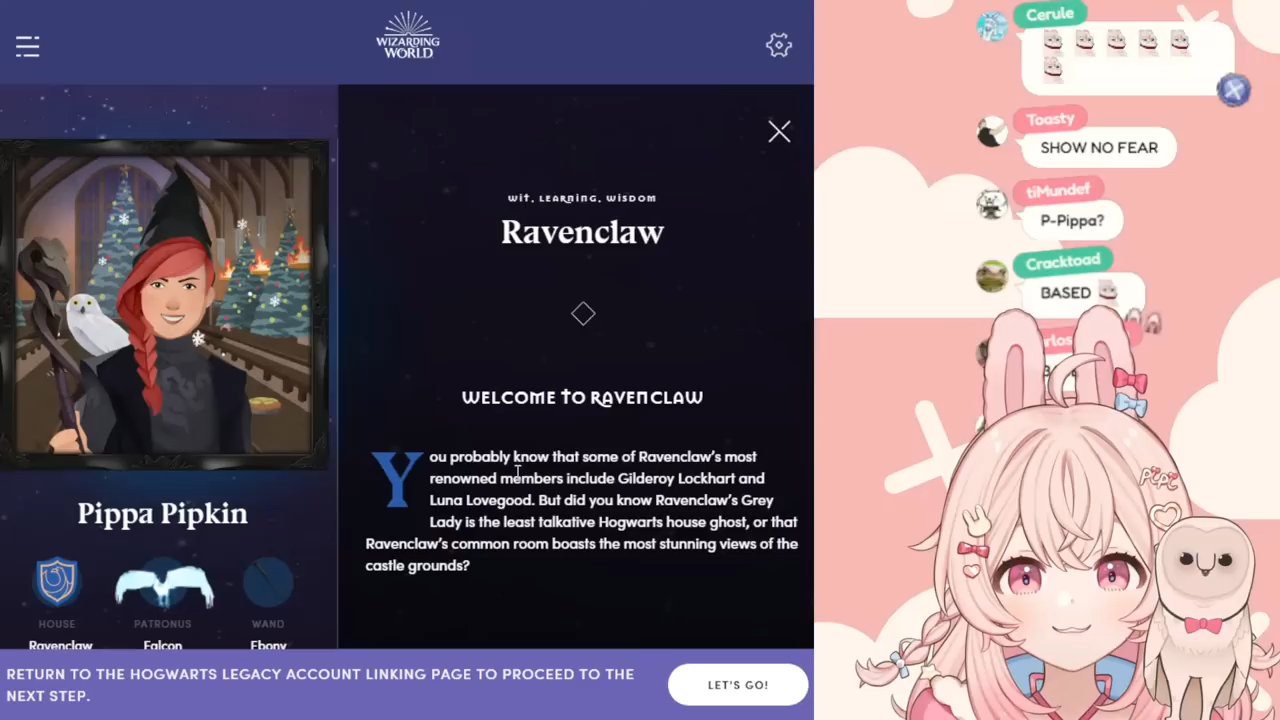 WIZARDING
WORLD
WIT, LEARNING, WISDOM
Ravenclaw
WELCOME TO RAVENCLAW
You probably know that some of Ravenclaw's most
renowned members include Gilderoy Lockhart and
Luna Lovegood. But did you know Ravenclaw's Grey
Lady is the least talkative Hogwarts house ghost, or that
Ravenclaw's common room boasts the most stunning views of the
castle grounds?
Pippa Pipkin
HOUSE
PATRONUS
WAND
Ravenclaw
Falcon
Ebony
RETURN TO THE HOGWARTS LEGACY ACCOUNT LINKING PAGE TO PROCEED TO THE
NEXT STEP.
LET'S GO!
Cerule
Toasty
SHOW NO FEAR
tiMundef
P-Pippa?
Cracktoad
BASED